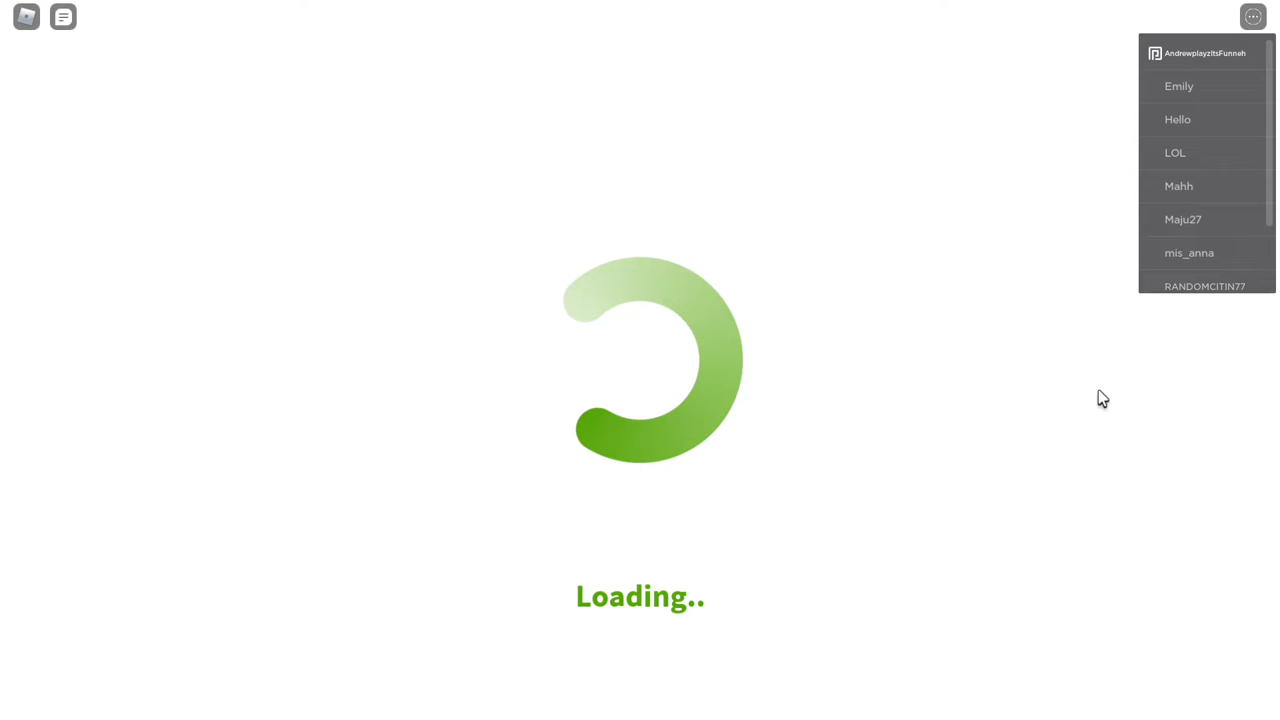 AndrewplayzItsFunneh
Emily
Hello
LOL
Mahh
Maju27
mis_anna
RANDOMCITIN77
Loading..